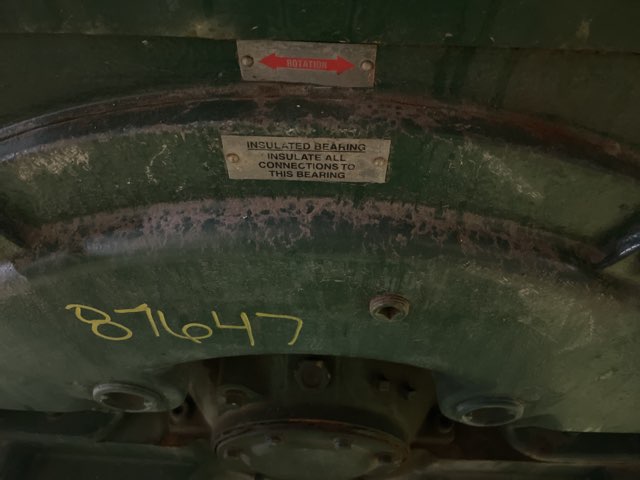 ROTATION
INSULATED BEARING
INSULATE ALL
CONNECTIONS TO
THIS BEARING
87647